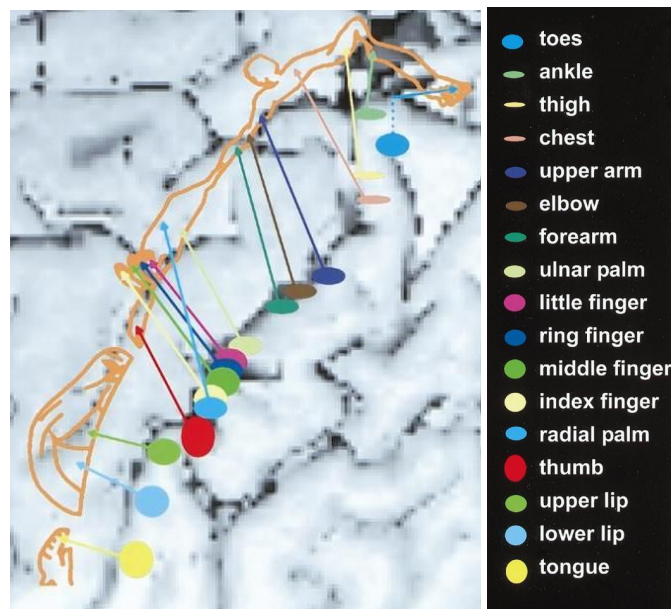 toes
ankle
thigh
chest
upper arm
elbow
forearm
ulnar palm
little finger
ring finger
middle finger
index finger
radial palm
thumb
upper lip
lower lip
tongue